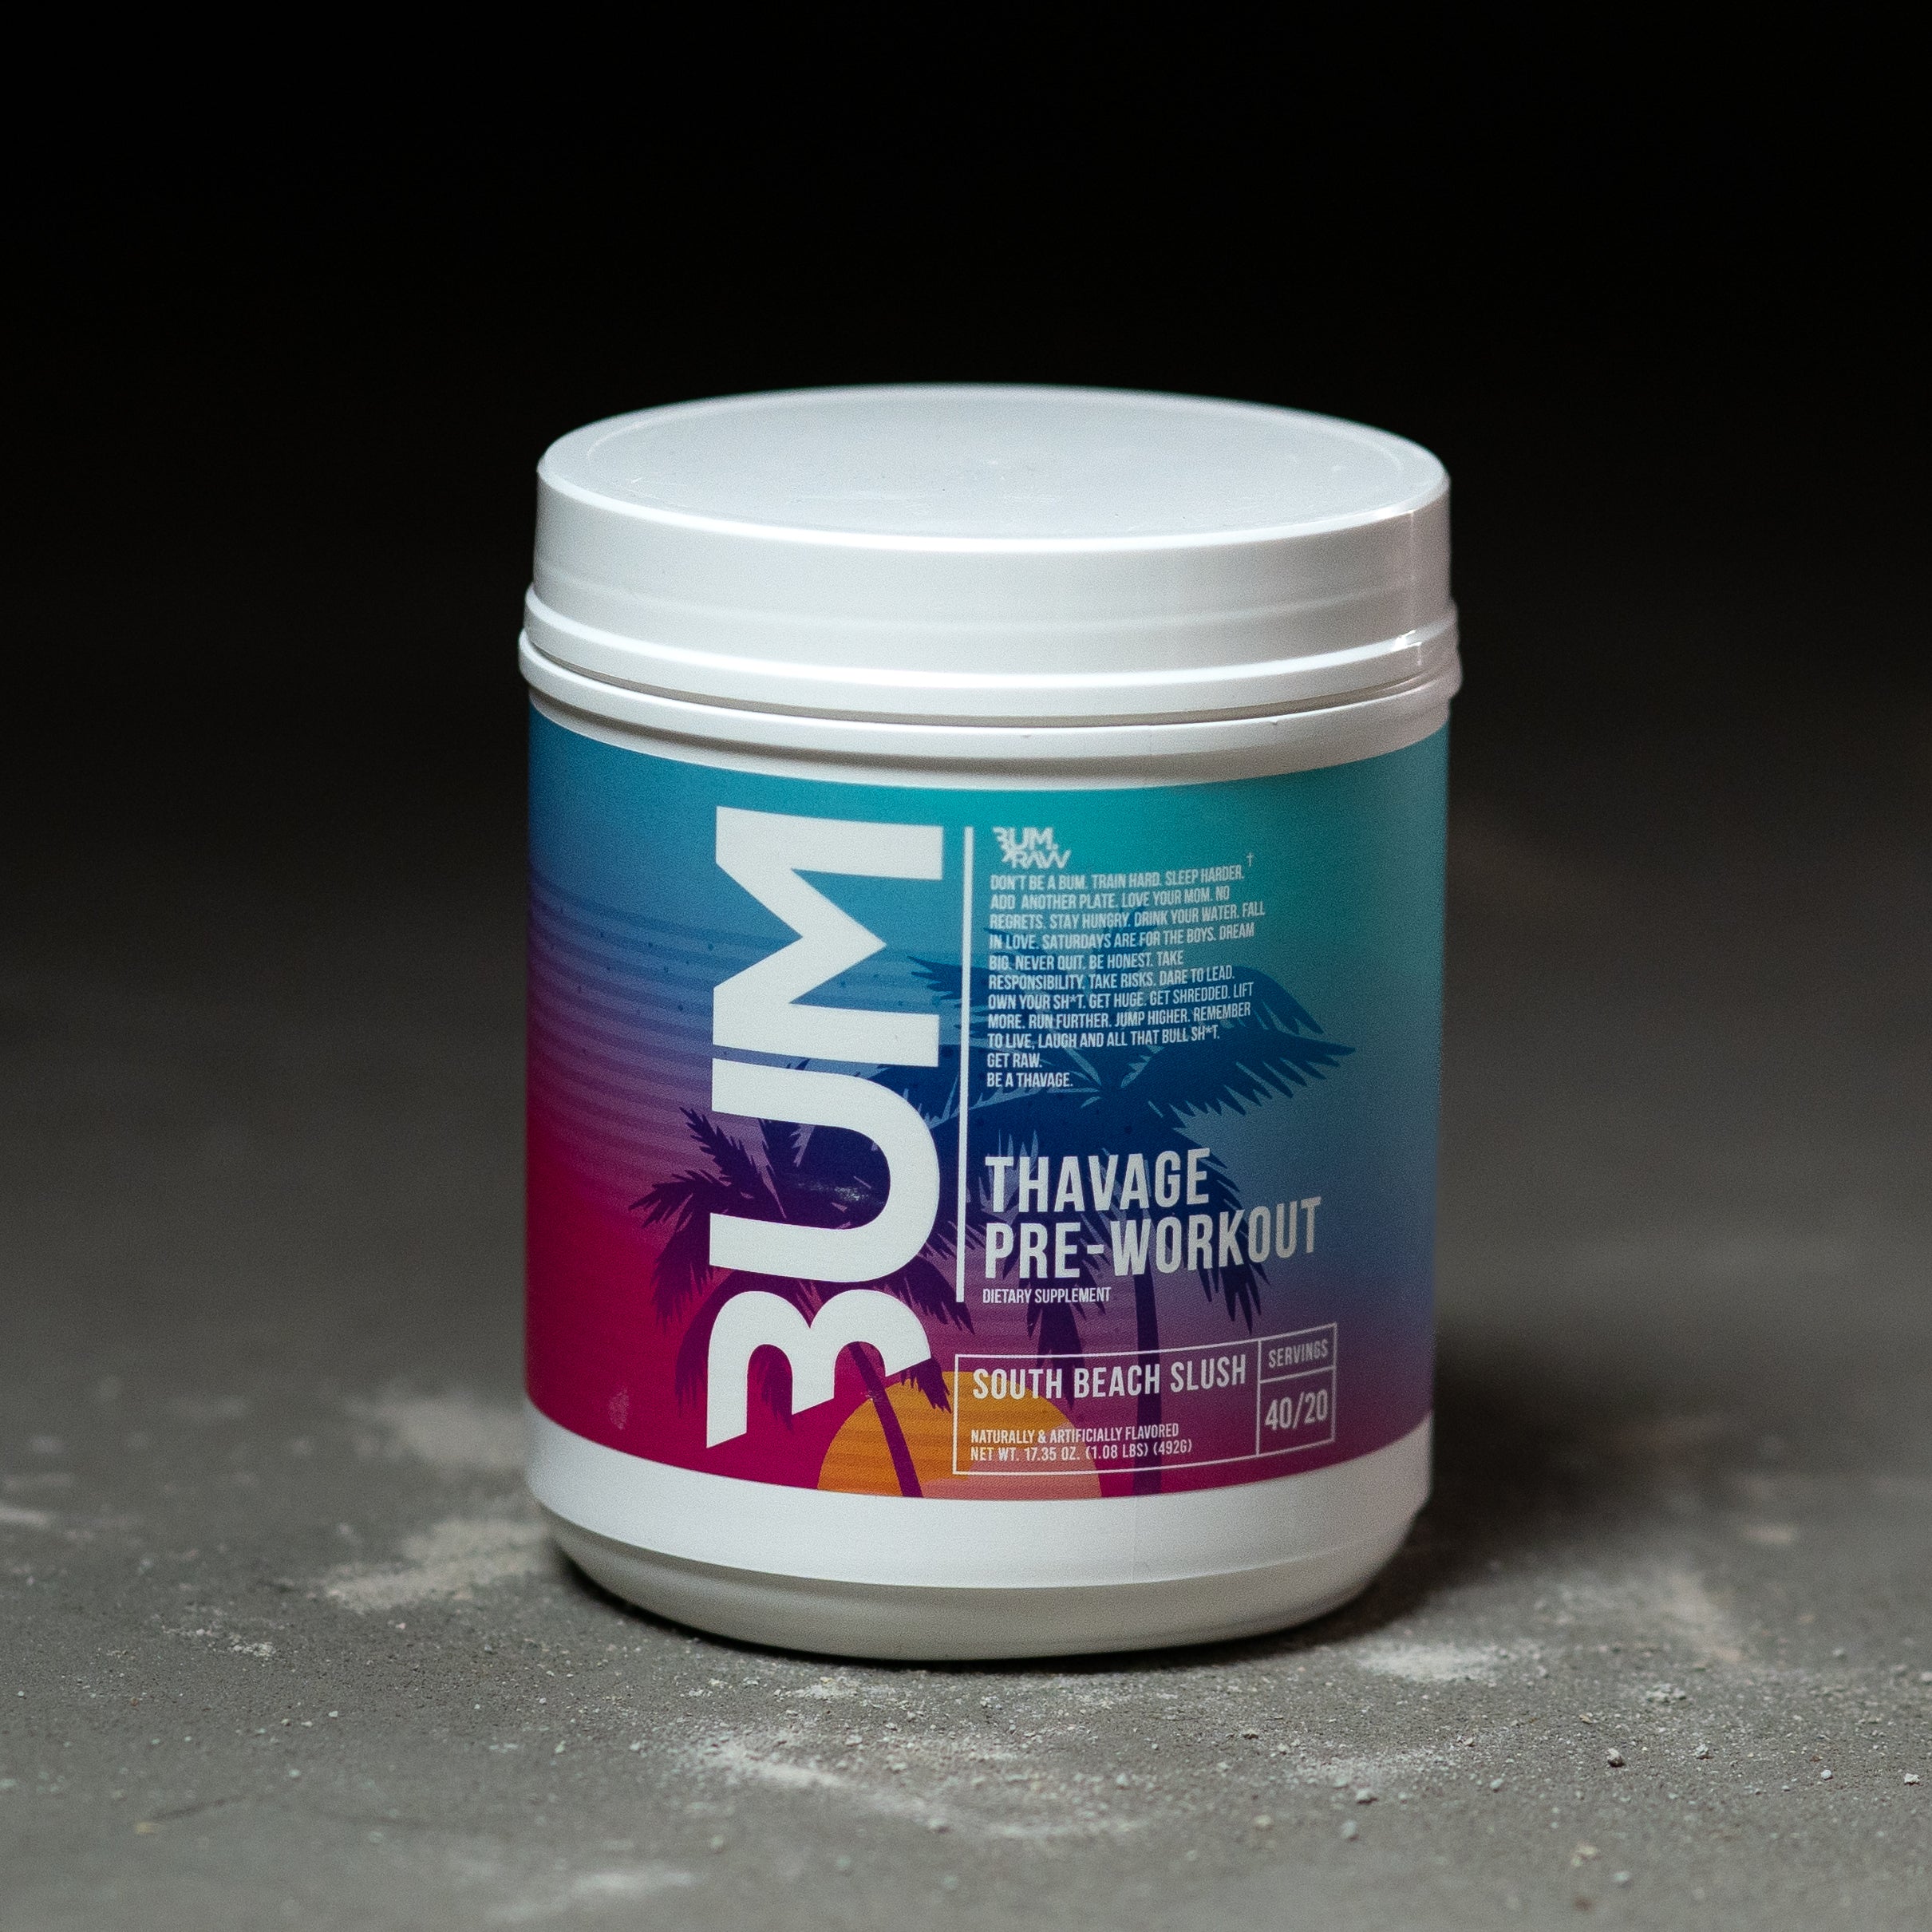 BUM
BUM.
RAW
DON'T BE A BUM. TRAIN HARD. SLEEP HARDER.†
ADD ANOTHER PLATE. LOVE YOUR MOM. NO
REGRETS. STAY HUNGRY. DRINK YOUR WATER. FALL
IN LOVE. SATURDAYS ARE FOR THE BOYS. DREAM
BIG. NEVER QUIT. BE HONEST. TAKE
RESPONSIBILITY. TAKE RISKS. DARE TO LEAD.
OWN YOUR SH*T. GET HUGE. GET SHREDDED. LIFT
MORE. RUN FURTHER. JUMP HIGHER. REMEMBER
TO LIVE, LAUGH AND ALL THAT BULL SH*T.
GET RAW.
BE A THAVAGE.
THAVAGE
PRE-WORKOUT
DIETARY SUPPLEMENT
SOUTH BEACH SLUSH
NATURALLY & ARTIFICIALLY FLAVORED
NET WT. 17.35 OZ. (1.08 LBS) (492G)
SERVINGS
40/20